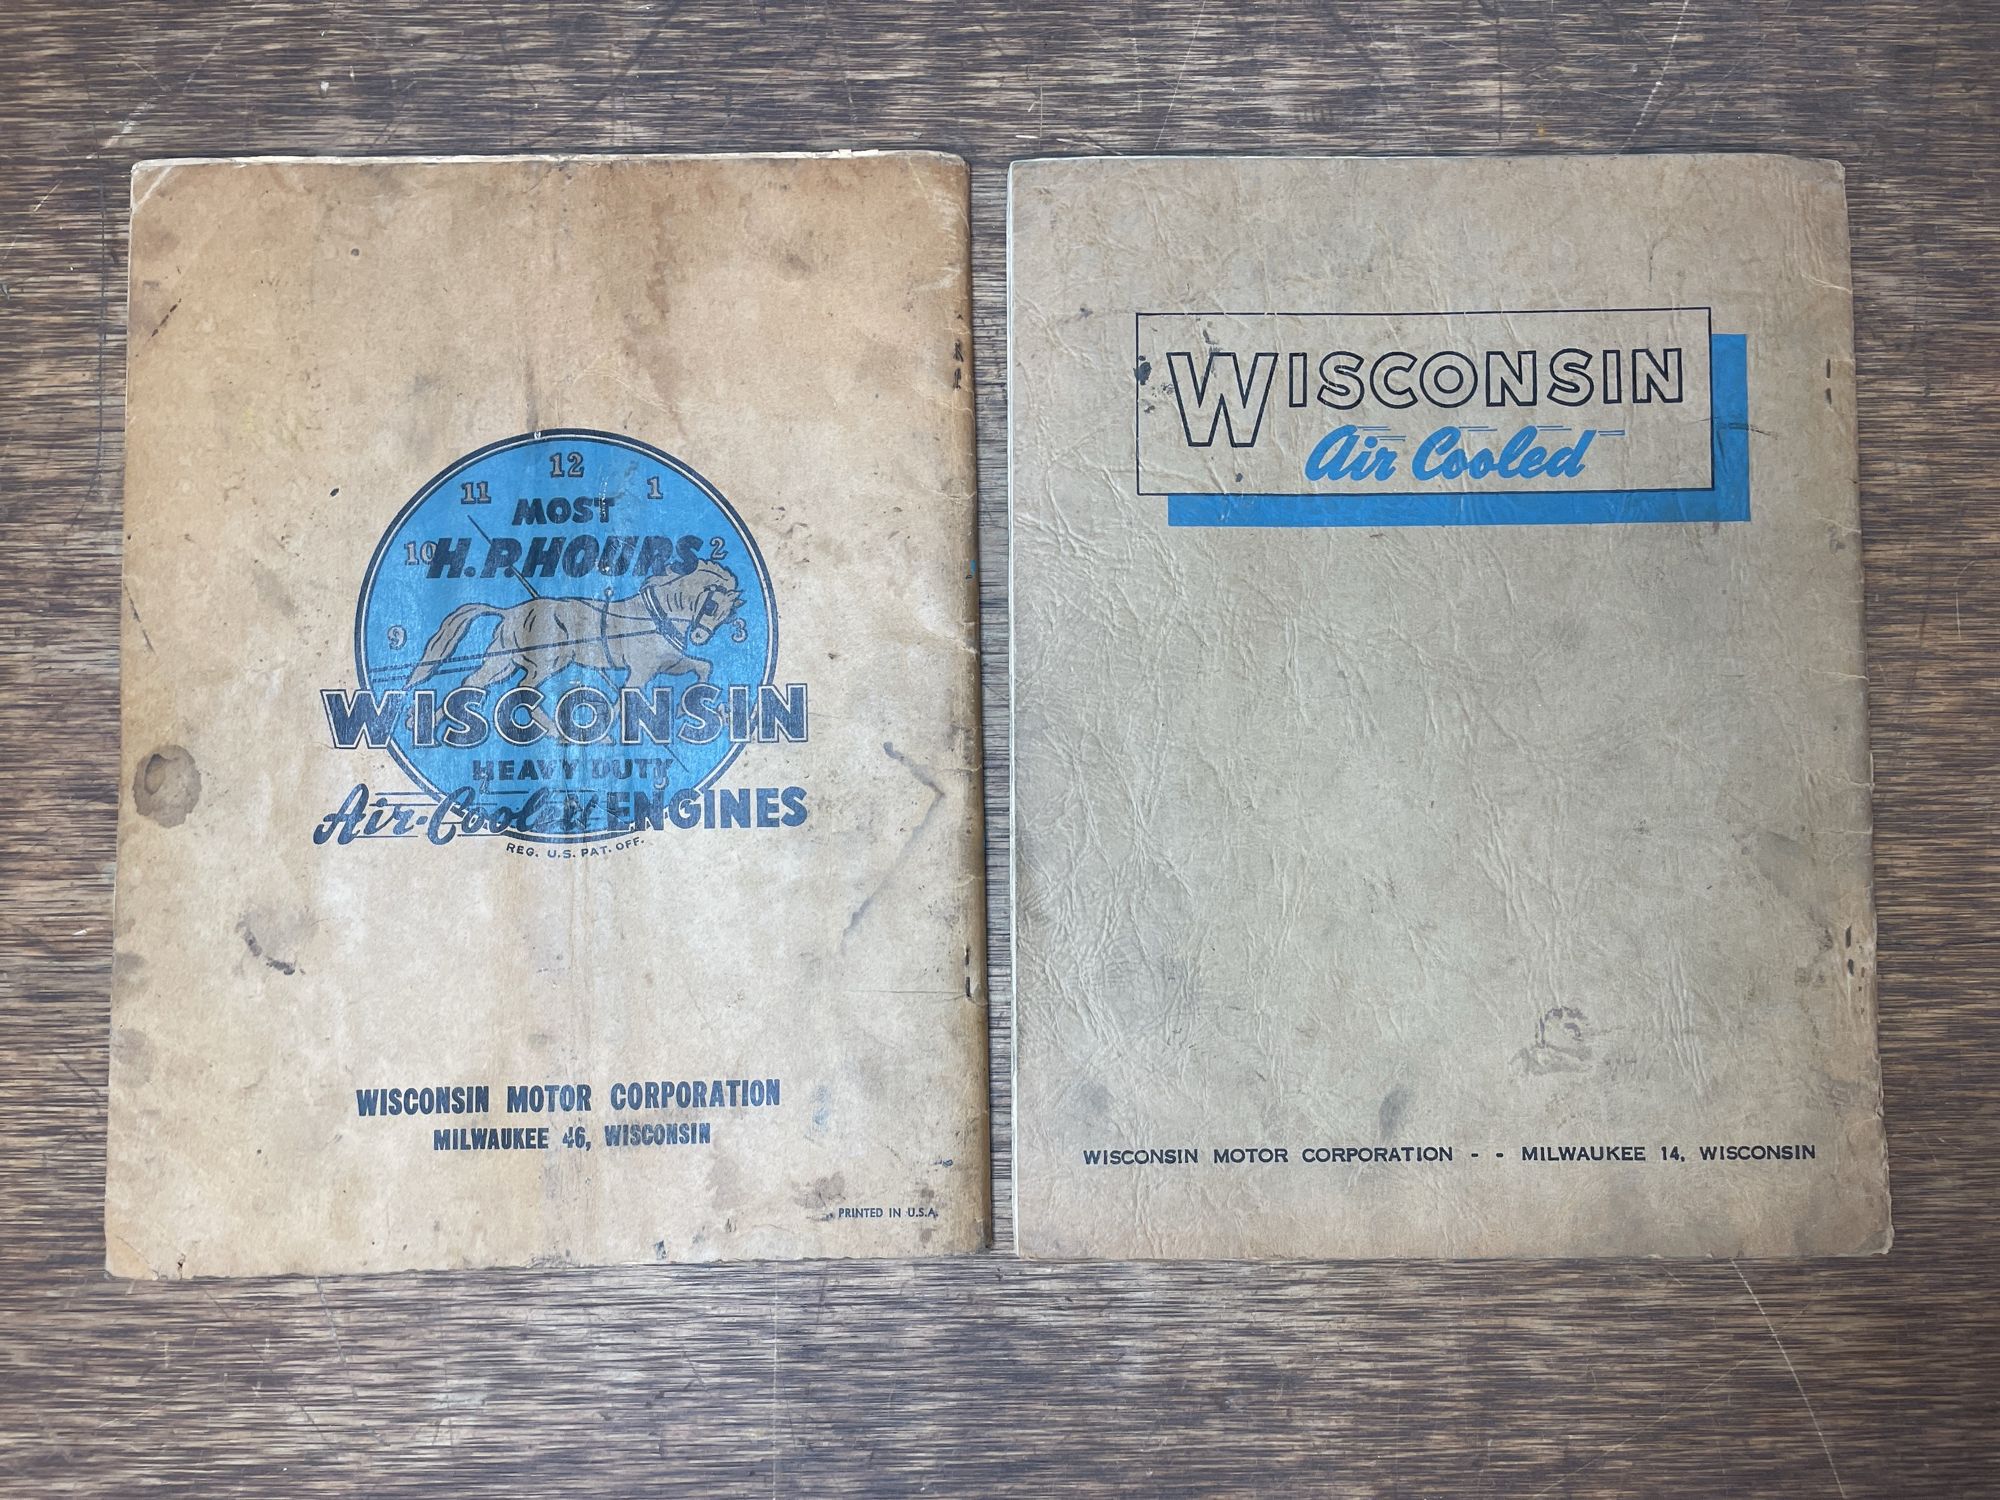 12
11
1
MOST
10
H.P. HOURS
2
9
3
WISCONSIN
HEAVY DUTY
Air-Cooled ENGINES
REG. U.S. PAT. OFF.
WISCONSIN MOTOR CORPORATION
MILWAUKEE 46, WISCONSIN
PRINTED IN U.S.A.
WISCONSIN
Air Cooled
WISCONSIN MOTOR CORPORATION - - MILWAUKEE 14, WISCONSIN